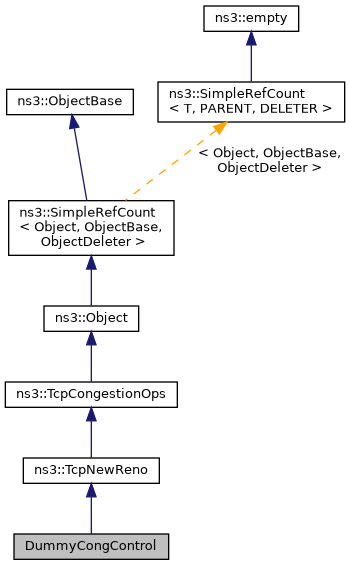 ns3::empty
ns3::SimpleRefCount
< T, PARENT, DELETER >
ns3::ObjectBase
< Object, ObjectBase,
ObjectDeleter >
ns3::SimpleRefCount
< Object, ObjectBase,
ObjectDeleter >
ns3::Object
ns3::TcpCongestionOps
ns3::TcpNewReno
DummyCongControl